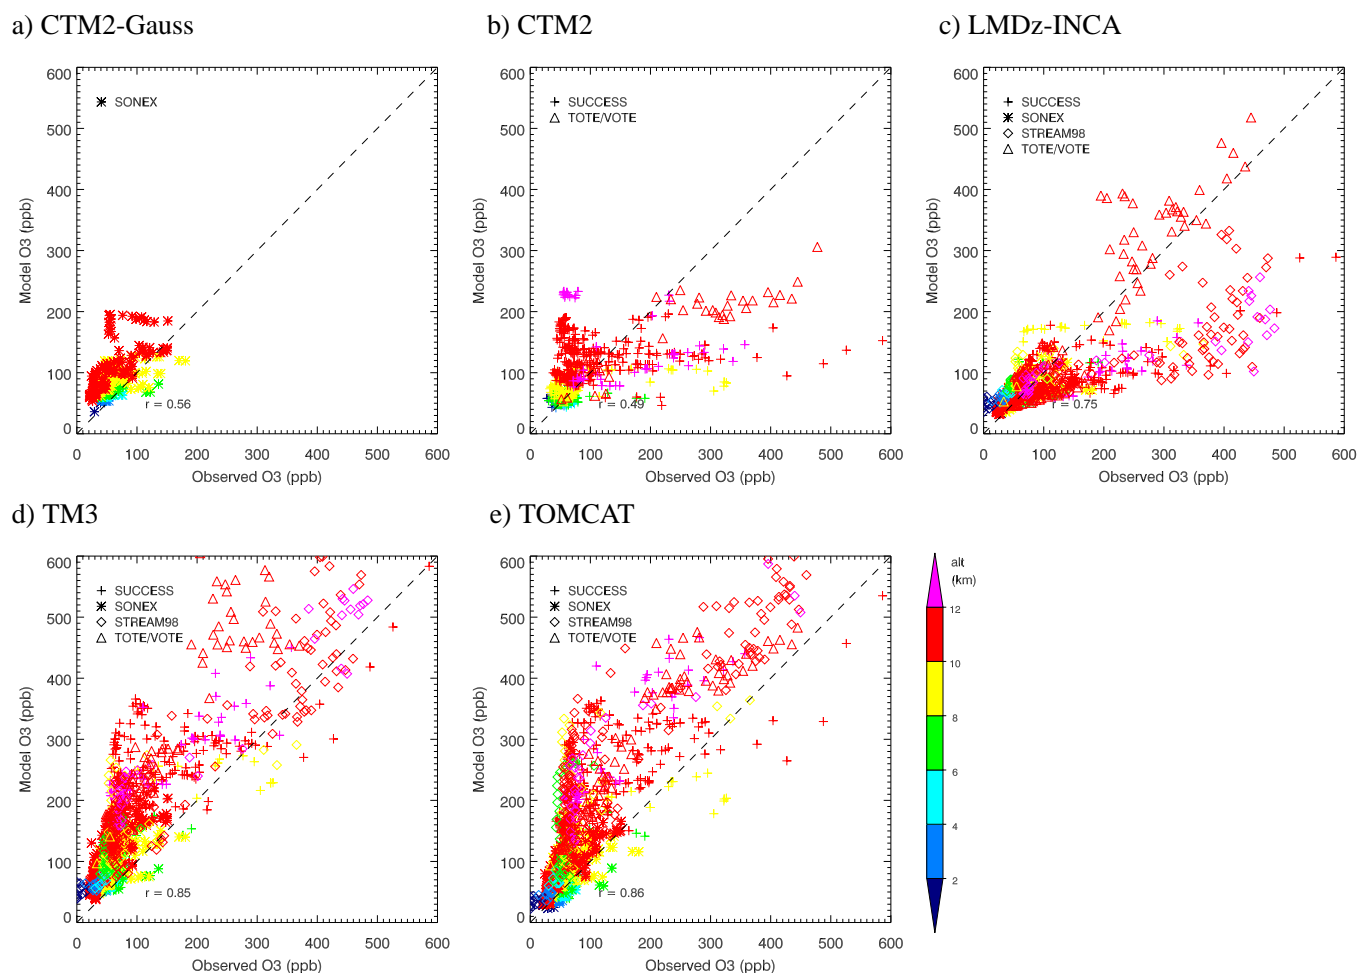 a) CTM2-Gauss
b) CTM2
c) LMDz-INCA
600
500
400
300
200
100
0
Model O3 (ppb)
SONEX
r = 0.56
0 100 200 300 400 500 600
Observed O3 (ppb)
600
500
400
300
200
100
0
Model O3 (ppb)
SUCCESS
TOTE/VOTE
r = 0.49
0 100 200 300 400 500 600
Observed O3 (ppb)
600
500
400
300
200
100
0
Model O3 (ppb)
SUCCESS
SONEX
STREAM98
TOTE/VOTE
r = 0.75
0 100 200 300 400 500 600
Observed O3 (ppb)
d) TM3
e) TOMCAT
600
500
400
300
200
100
0
Model O3 (ppb)
SUCCESS
SONEX
STREAM98
TOTE/VOTE
r = 0.85
0 100 200 300 400 500 600
Observed O3 (ppb)
600
500
400
300
200
100
0
Model O3 (ppb)
SUCCESS
SONEX
STREAM98
TOTE/VOTE
r = 0.86
0 100 200 300 400 500 600
Observed O3 (ppb)
alt
(km)
12
10
8
6
4
2